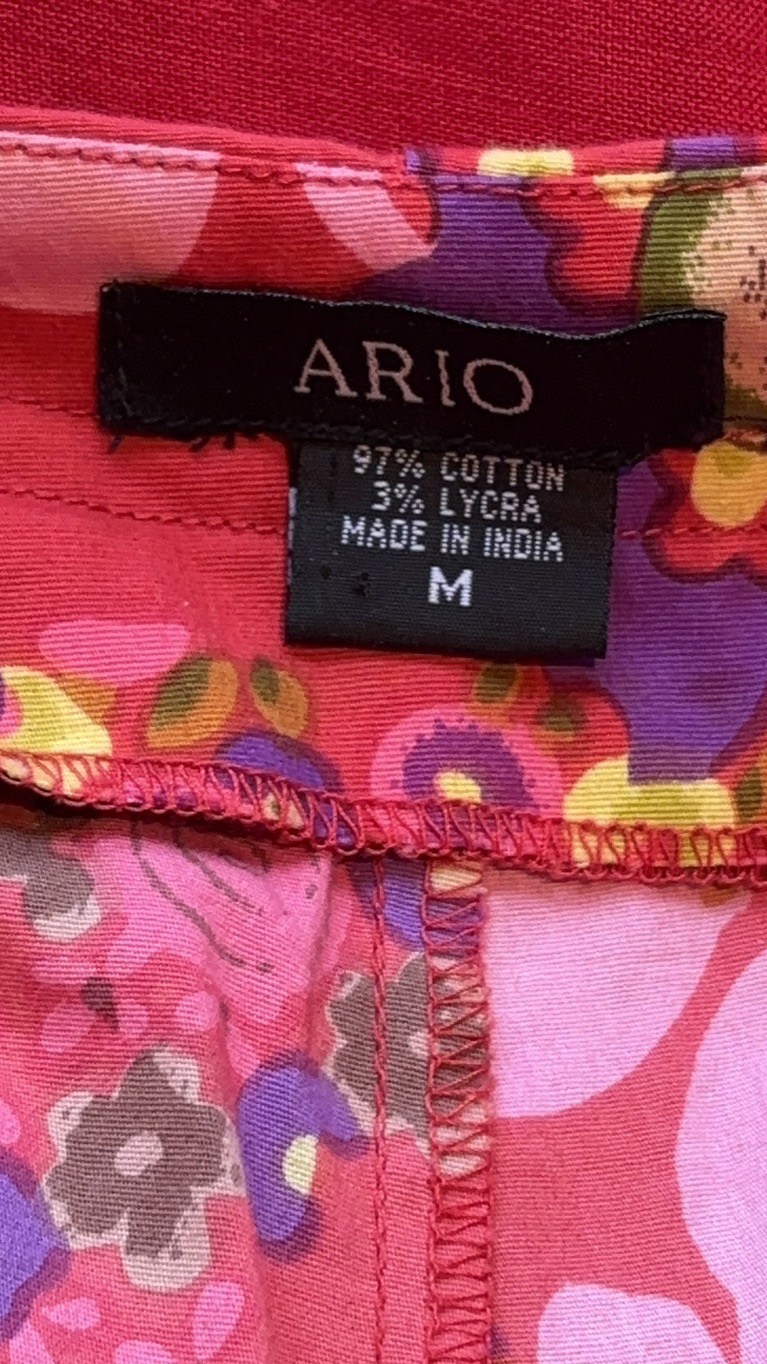 ARIO
97% COTTON
3% LYCRA
MADE IN INDIA
M